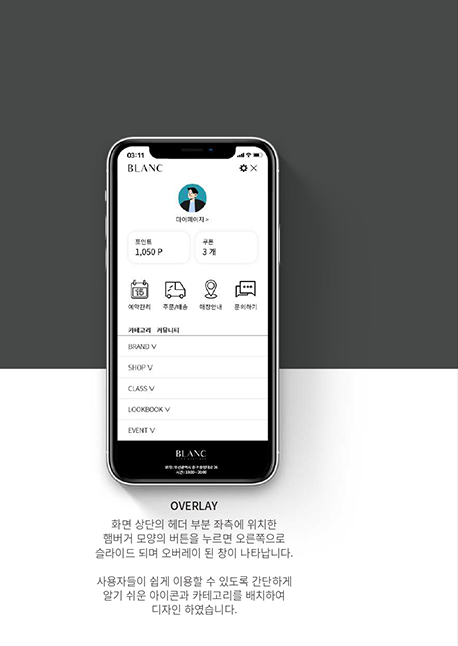 03:11
BLANC
마이페이지 >
포인트
1,050 P
쿠폰
3 개
예약관리
주문/배송
매장안내
문의하기
카테고리 커뮤니티
BRAND
SHOP
CLASS
LOOKBOOK
EVENT
BLANC
OVERLAY
화면 상단의 헤더 부분 좌측에 위치한
햄버거 모양의 버튼을 누르면 오른쪽으로
슬라이드 되며 오버레이 된 창이 나타납니다.
사용자들이 쉽게 이용할 수 있도록 간단하게
알기 쉬운 아이콘과 카테고리를 배치하여
디자인 하였습니다.